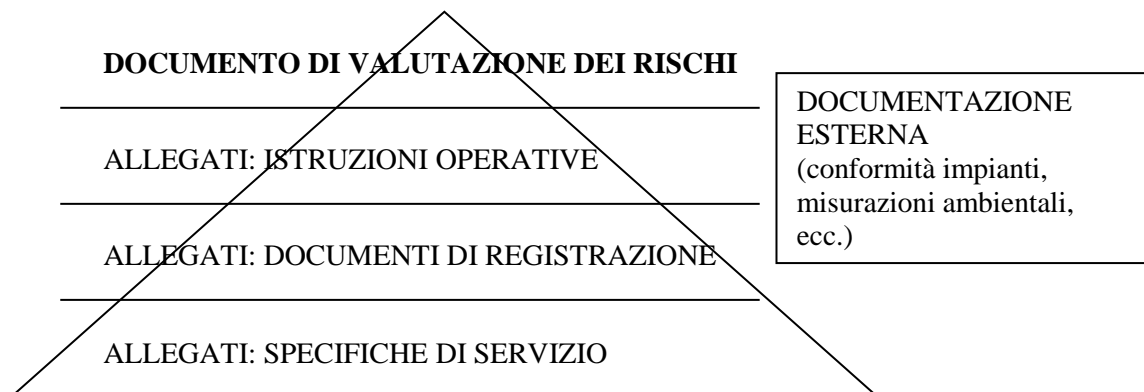 DOCUMENTO DI VALUTAZIONE DEI RISCHI
ALLEGATI: ISTRUZIONI OPERATIVE
ALLEGATI: DOCUMENTI DI REGISTRAZIONE
ALLEGATI: SPECIFICHE DI SERVIZIO
DOCUMENTAZIONE
ESTERNA
(conformità impianti,
misurazioni ambientali,
ecc.)